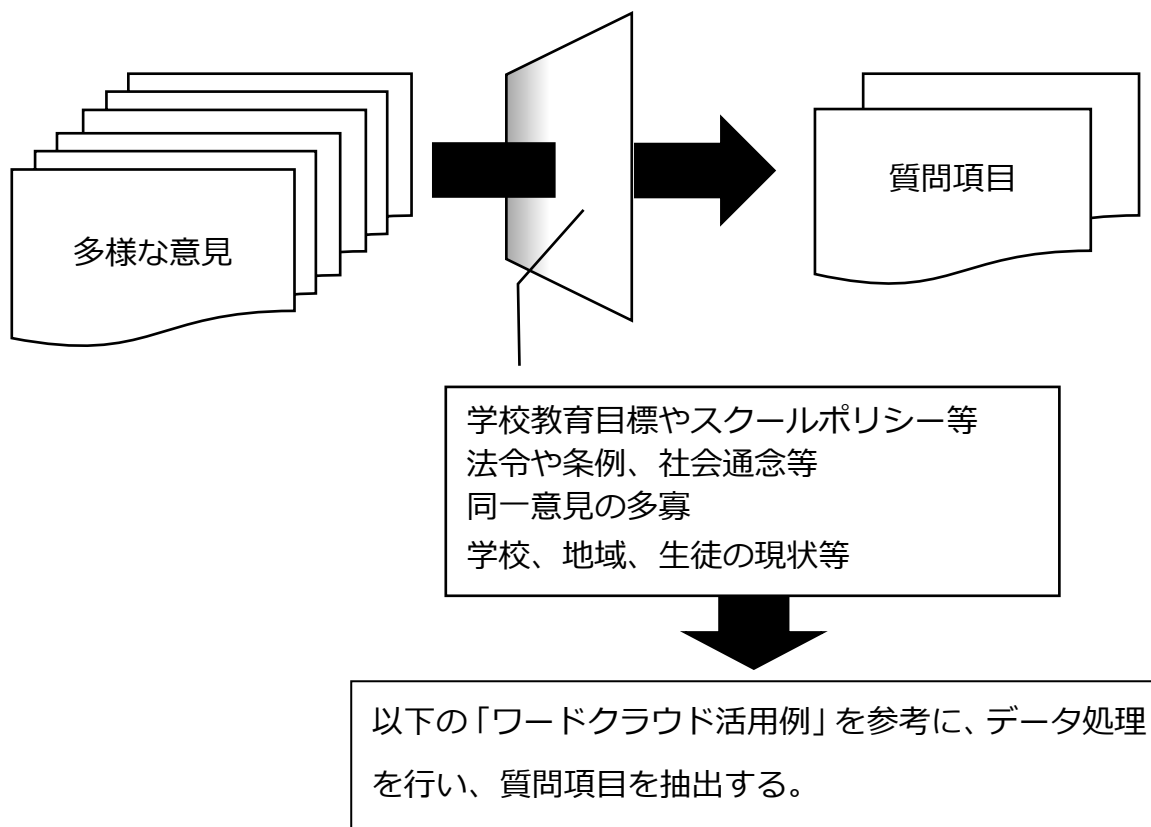 多様な意見
質問項目
学校教育目標やスクールポリシー等
法令や条例、社会通念等
同一意見の多寡
学校、地域、生徒の現状等
以下の「ワードクラウド活用例」を参考に、データ処理
を行い、質問項目を抽出する。